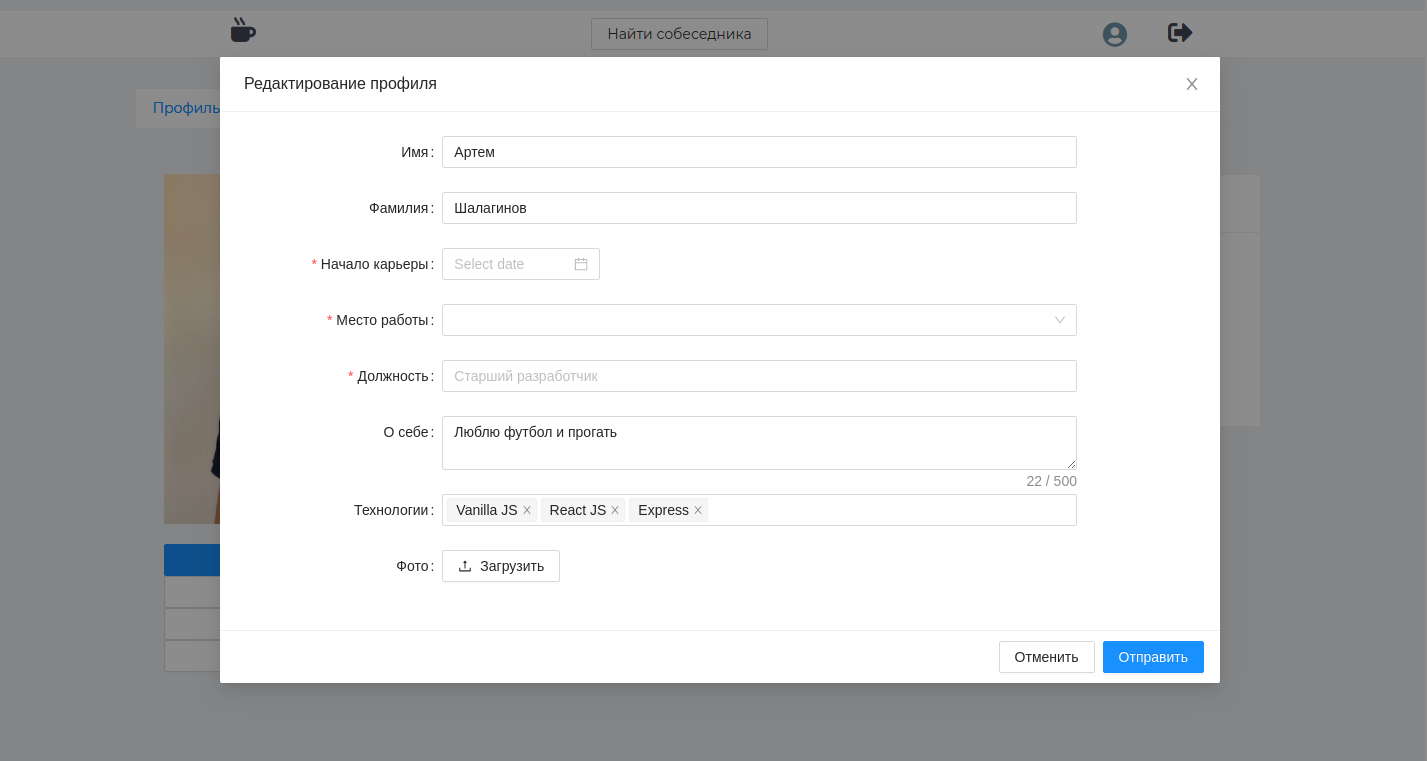 Найти собеседника
Редактирование профиля
Профиль
Имя: Артем
Фамилия: Шалагинов
* Начало карьеры: Select date
* Место работы:
* Должность: Старший разработчик
О себе: Люблю футбол и прогать
22 / 500
Технологии: Vanilla JS React JS Express
Фото: Загрузить
Отменить Отправить